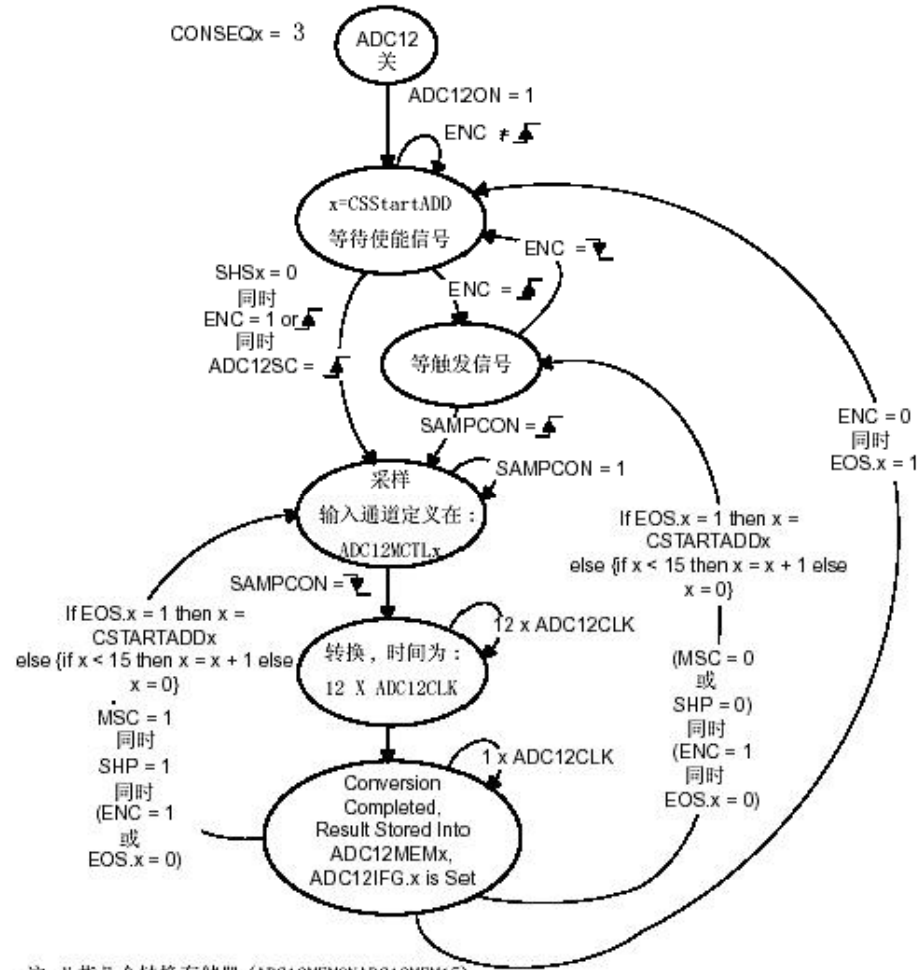 CONSEQx = 3
ADC12
关
ADC12ON = 1
ENC ≠
x=CSStartADD
等待使能信号
ENC =
SHSx = 0
同时
ENC = 1 or
同时
ADC12SC =
ENC =
等触发信号
SAMPCON =
采样
输入通道定义在：
ADC12MCTLx
SAMPCON = 1
ENC = 0
同时
EOS.x = 1
If EOS.x = 1 then x =
CSTARTADDx
else {if x < 15 then x = x + 1 else
x = 0}
SAMPCON =
If EOS.x = 1 then x =
CSTARTADDx
else {if x < 15 then x = x + 1 else
x = 0}
12 x ADC12CLK
转换，时间为：
12 X ADC12CLK
MSC = 1
同时
SHP = 1
同时
(ENC = 1
或
EOS.x = 0)
(MSC = 0
或
SHP = 0)
同时
(ENC = 1
同时
EOS.x = 0)
1 x ADC12CLK
Conversion
Completed,
Result Stored Into
ADC12MEMx,
ADC12IFG.x is Set